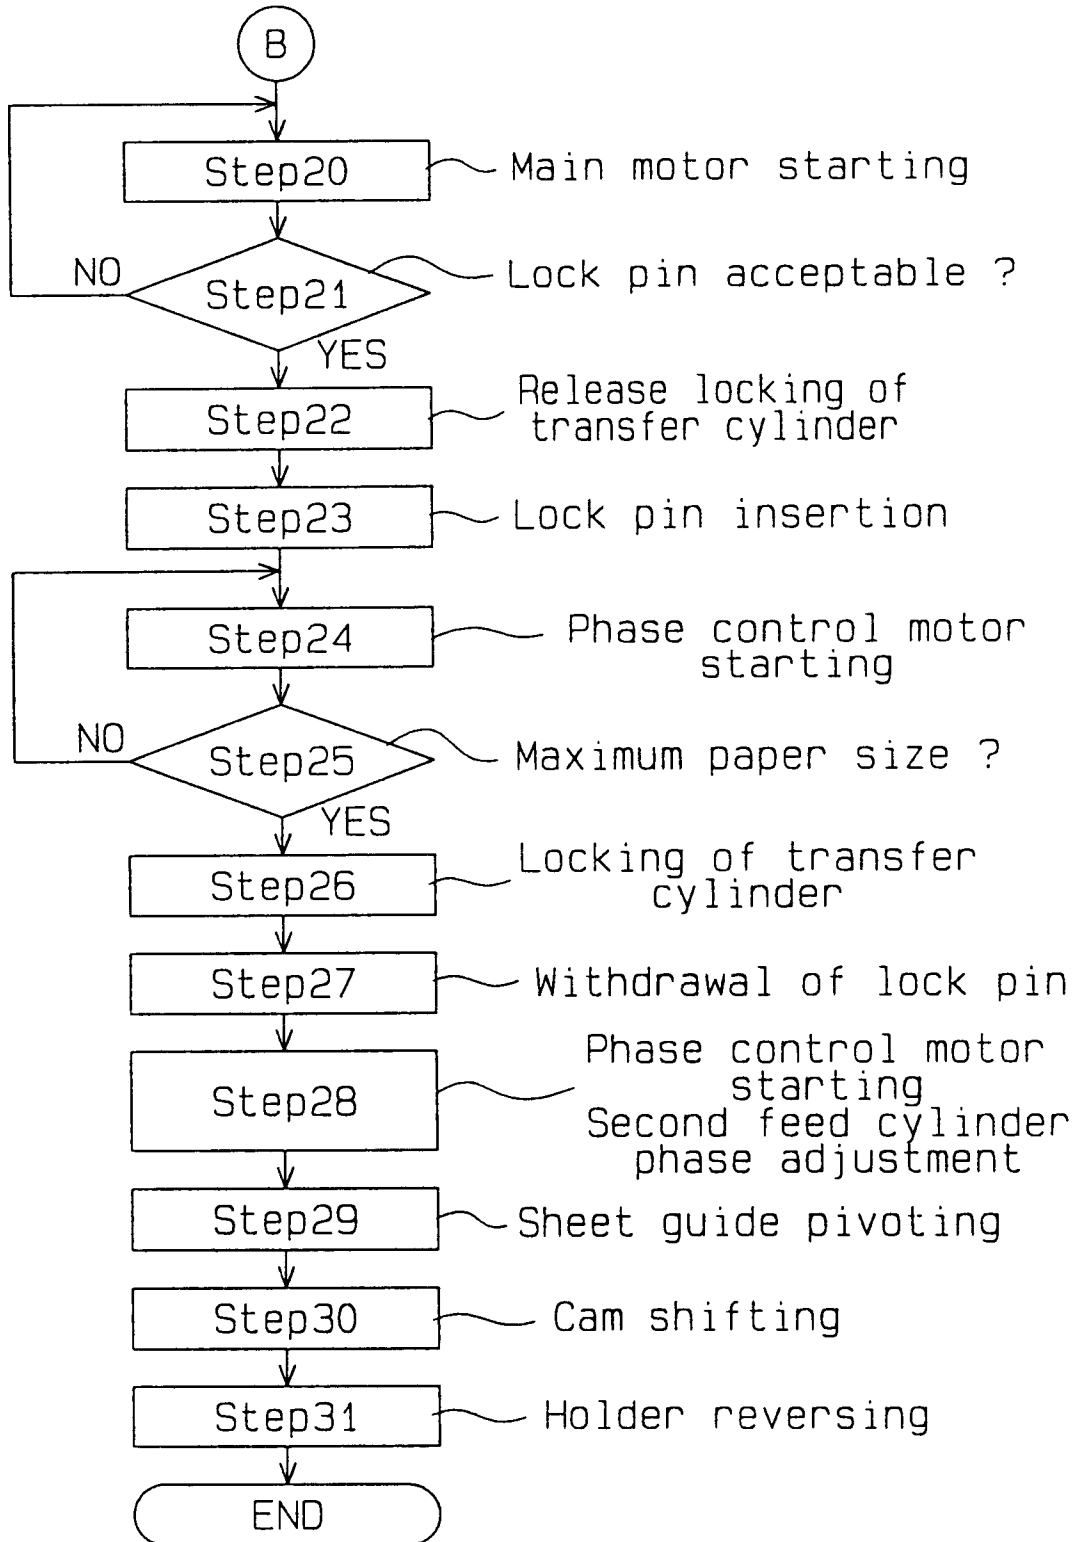 B
Step20
Main motor starting
NO
Step21
Lock pin acceptable ?
YES
Step22
Release locking of
transfer cylinder
Step23
Lock pin insertion
Step24
Phase control motor
starting
NO
Step25
Maximum paper size ?
YES
Step26
Locking of transfer
cylinder
Step27
Withdrawal of lock pin
Step28
Phase control motor
starting
Second feed cylinder
phase adjustment
Step29
Sheet guide pivoting
Step30
Cam shifting
Step31
Holder reversing
END